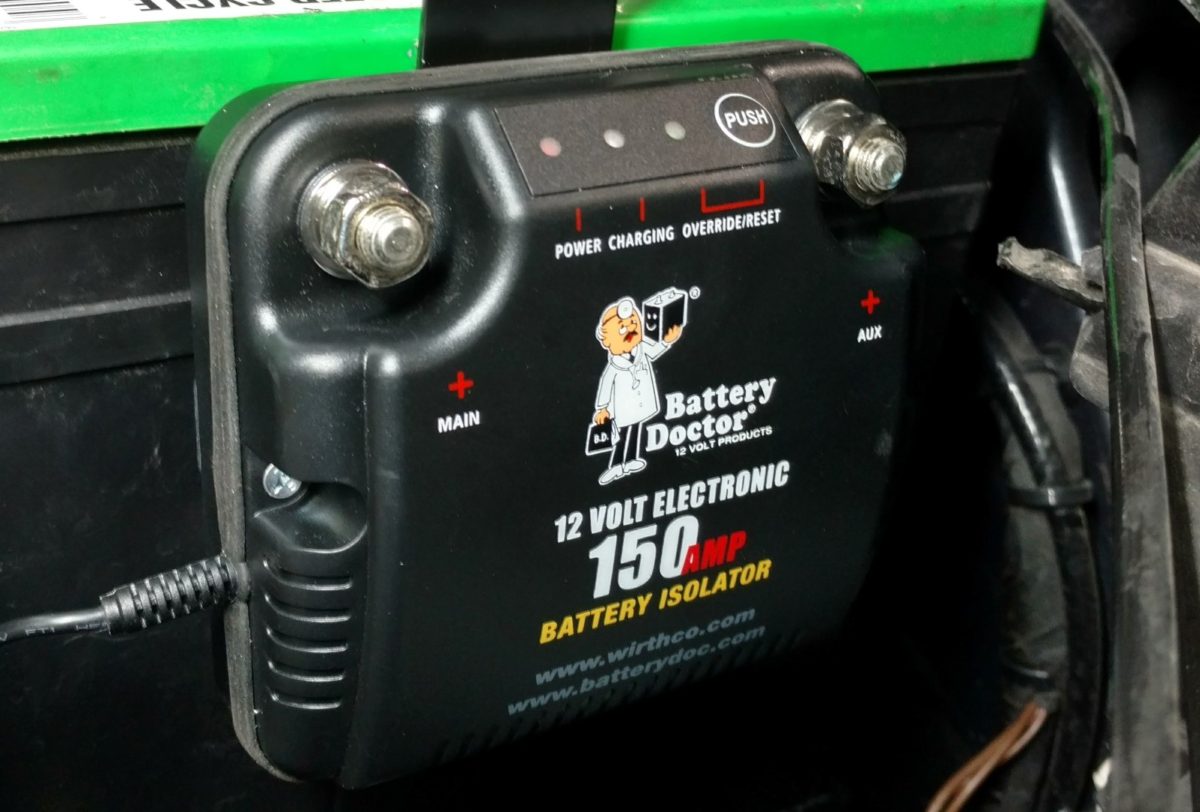 CYCLE
PUSH
POWER CHARGING OVERRIDE/RESET
+
MAIN
+
AUX
®
B.D.
Battery
Doctor®
12 VOLT PRODUCTS
12 VOLT ELECTRONIC
150AMP
BATTERY ISOLATOR
www.wirthco.com
www.batterydoc.com